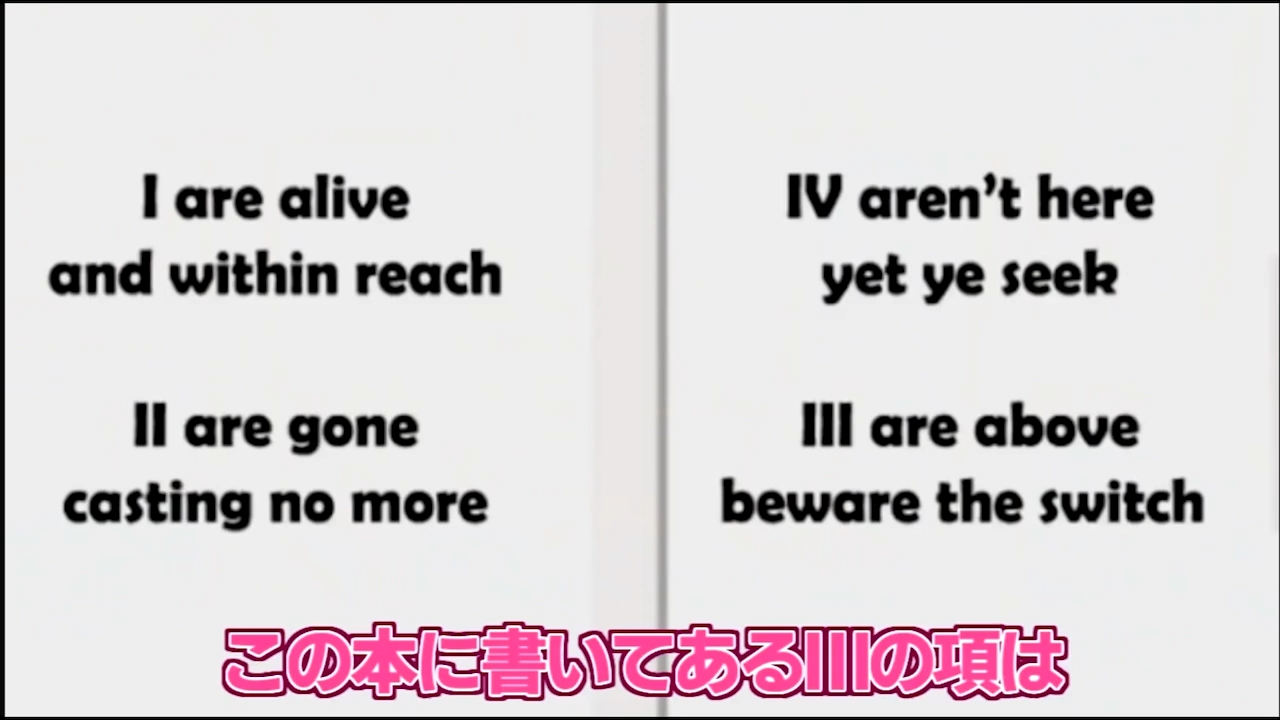 I are alive
and within reach
II are gone
casting no more
IV aren't here
yet ye seek
III are above
beware the switch
この本に書いてあるIIIの項は